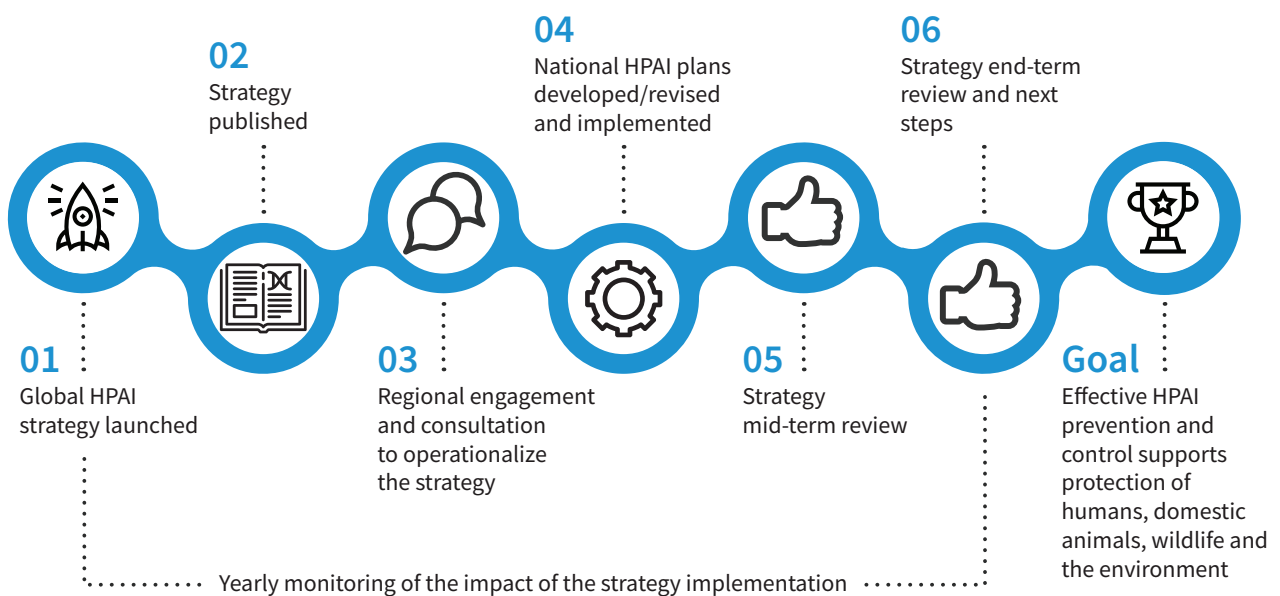 01
Global HPAI
strategy launched
02
Strategy
published
03
Regional engagement
and consultation
to operationalize
the strategy
04
National HPAI plans
developed/revised
and implemented
05
Strategy
mid-term review
06
Strategy end-term
review and next
steps
Goal
Effective HPAI
prevention and
control supports
protection of
humans, domestic
animals, wildlife and
the environment
Yearly monitoring of the impact of the strategy implementation